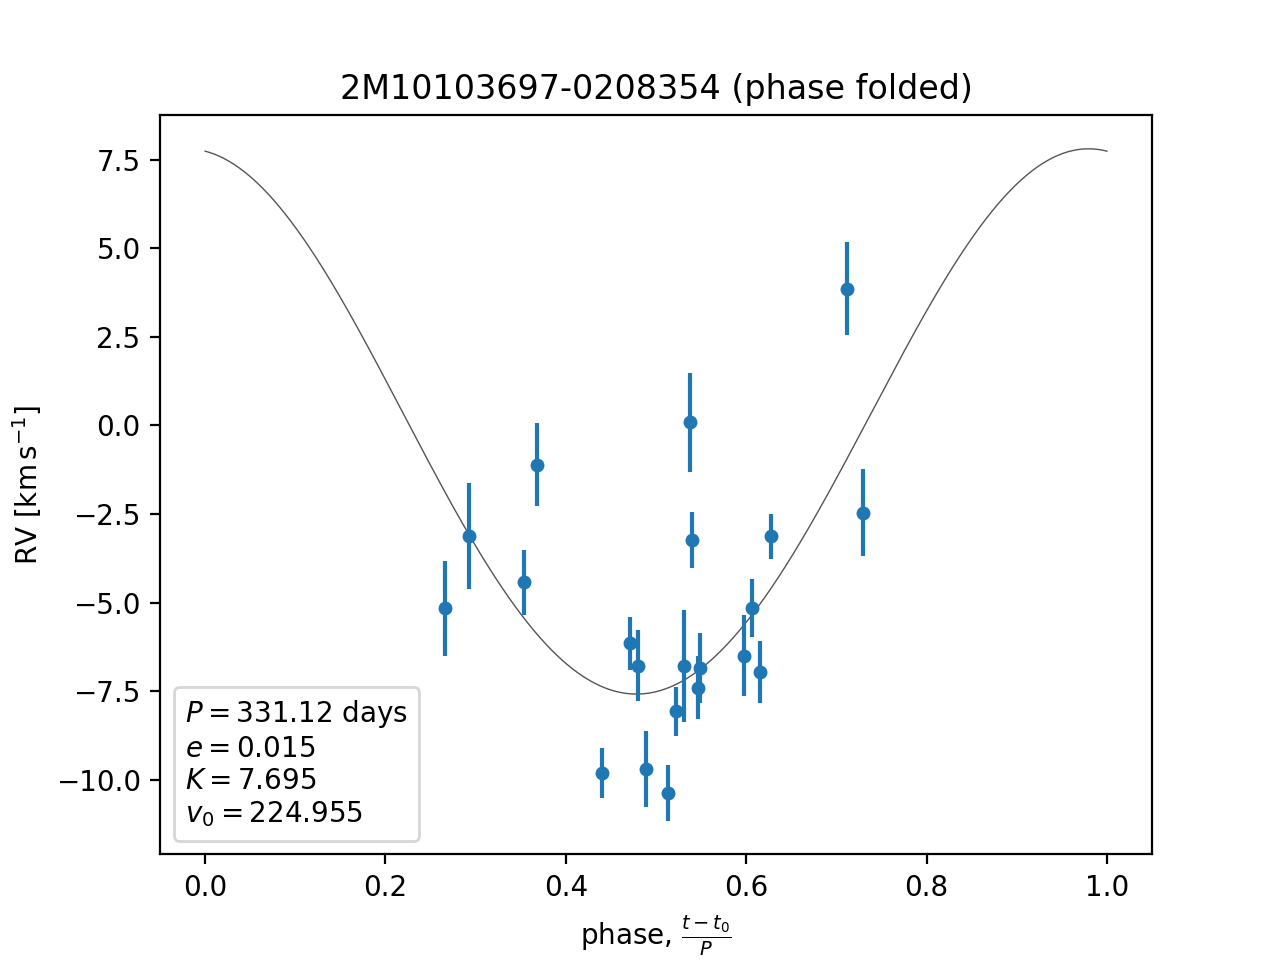 2M10103697-0208354 (phase folded)
RV [km s⁻¹]
7.5
5.0
2.5
0.0
−2.5
−5.0
−7.5
−10.0
P = 331.12 days
e = 0.015
K = 7.695
v₀ = 224.955
0.0 0.2 0.4 0.6 0.8 1.0
phase, (t − t₀)/P